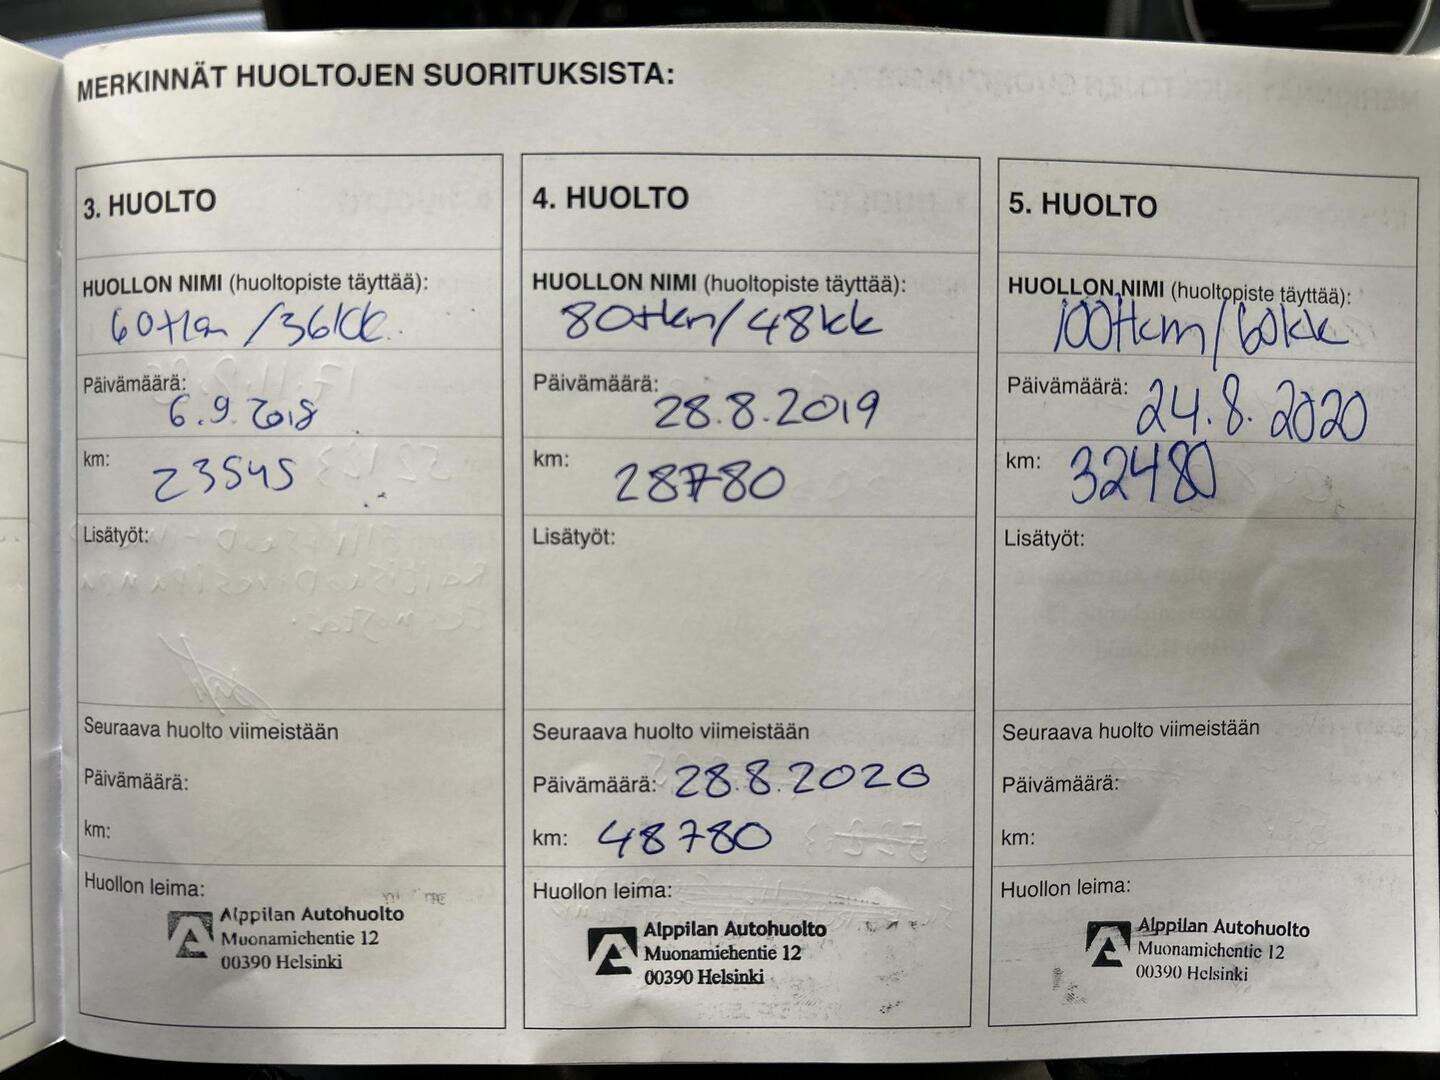 MERKINNÄT HUOLTOJEN SUORITUKSISTA:
3. HUOLTO
HUOLLON NIMI (huoltopiste täyttää):
60tkm /36kk.
Päivämäärä:
6.9.2018
km: 23545
Lisätyöt:
Seuraava huolto viimeistään
Päivämäärä:
km:
Huollon leima:
Alppilan Autohuolto
Muonamiehentie 12
00390 Helsinki
4. HUOLTO
HUOLLON NIMI (huoltopiste täyttää):
80tkm/48kk
Päivämäärä:
28.8.2019
km: 28780
Lisätyöt:
Seuraava huolto viimeistään
Päivämäärä: 28.8.2020
km: 48780
Huollon leima:
Alppilan Autohuolto
Muonamiehentie 12
00390 Helsinki
5. HUOLTO
HUOLLON NIMI (huoltopiste täyttää):
100tkm/60kk
Päivämäärä: 24.8.2020
km: 32480
Lisätyöt:
Seuraava huolto viimeistään
Päivämäärä:
km:
Huollon leima:
Alppilan Autohuolto
Muonamiehentie 12
00390 Helsinki